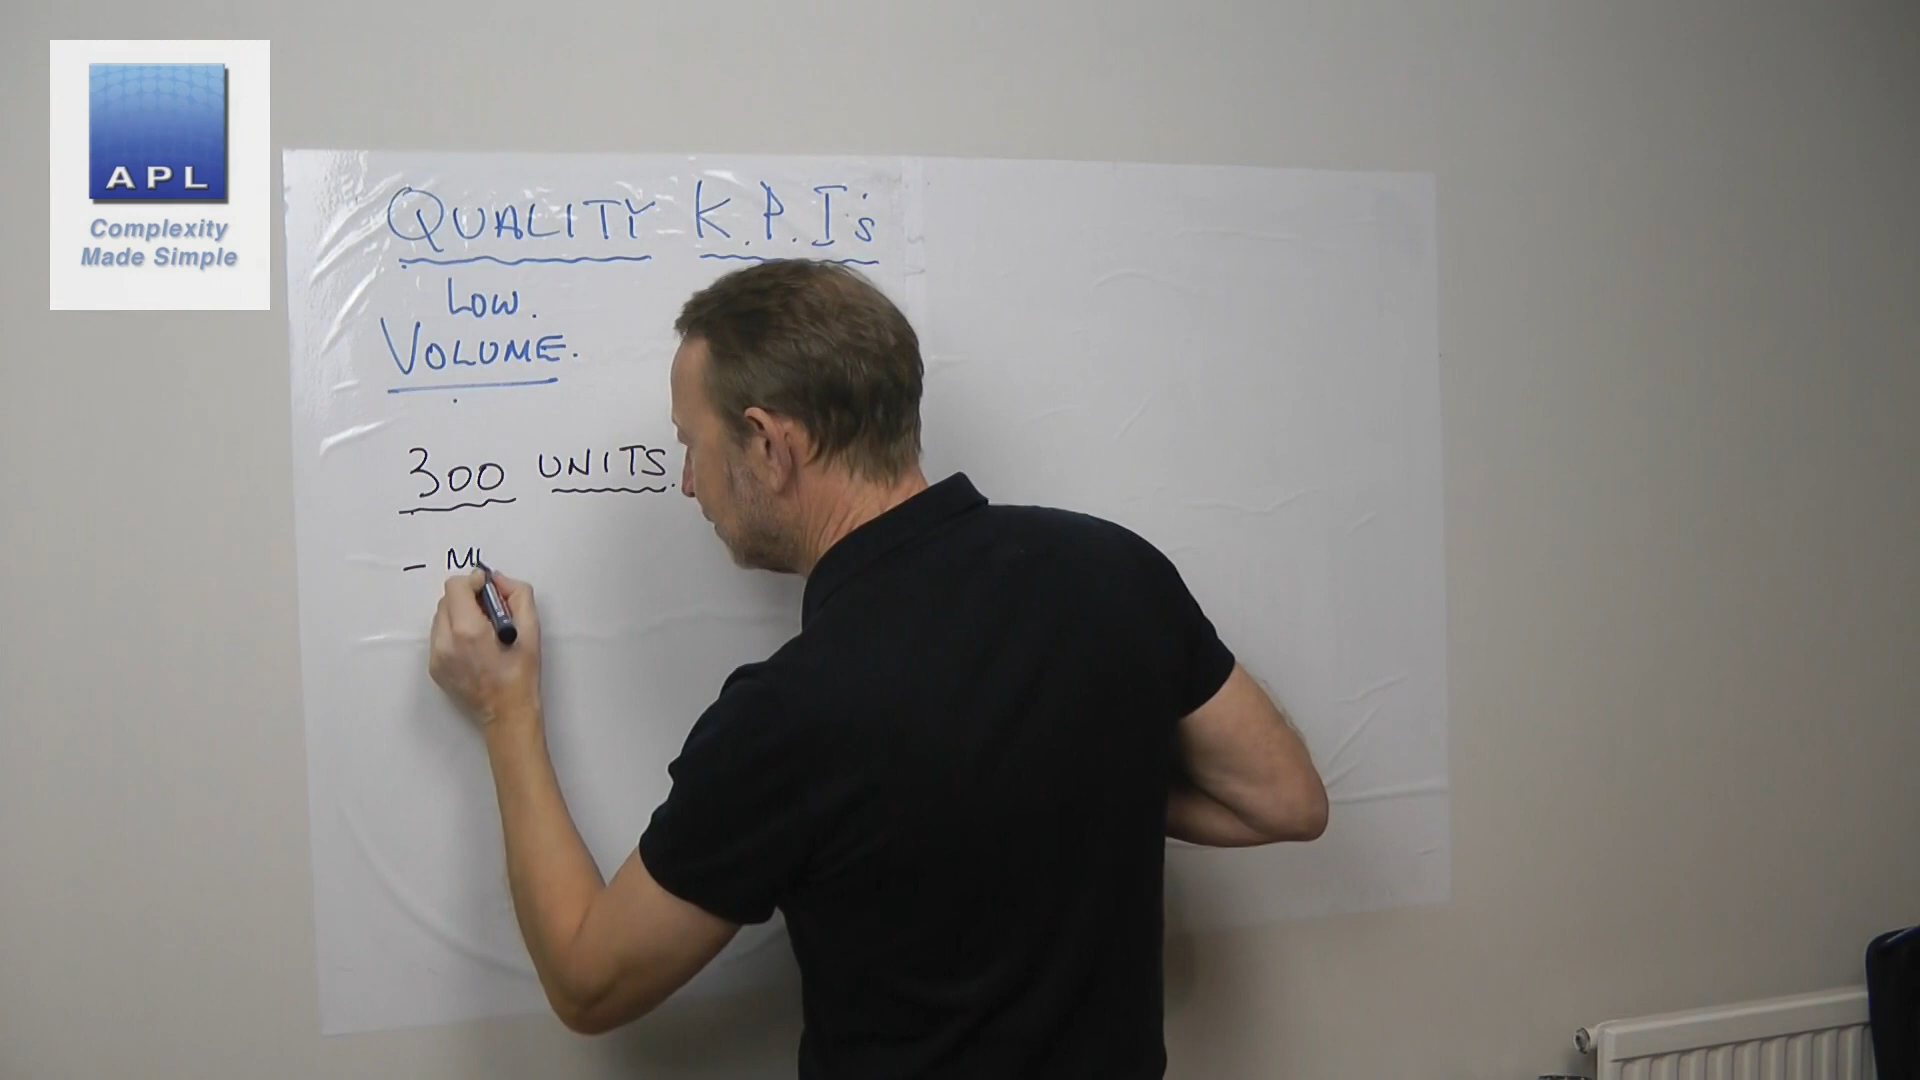 APL
Complexity
Made Simple
QUALITY K.P.I's
LOW.
VOLUME.
300 UNITS.
-